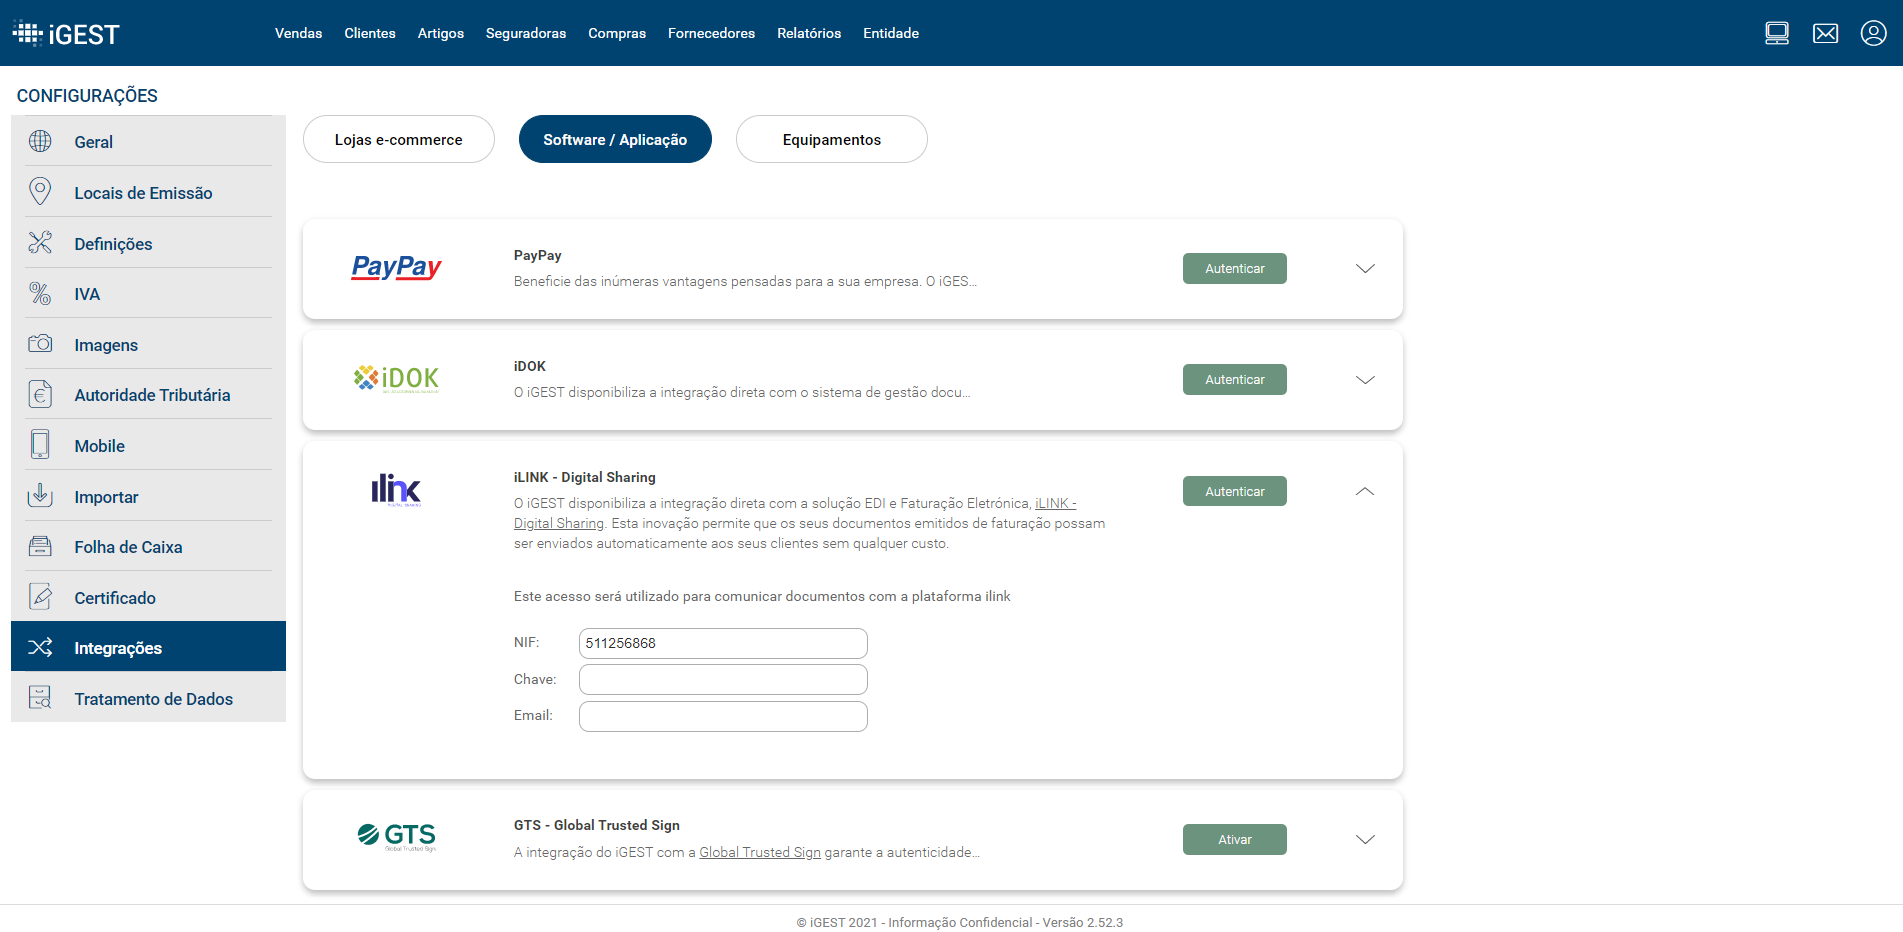 iGEST
Vendas Clientes Artigos Seguradoras Compras Fornecedores Relatórios Entidade
CONFIGURAÇÕES
Geral
Locais de Emissão
Definições
IVA
Imagens
Autoridade Tributária
Mobile
Importar
Folha de Caixa
Certificado
Integrações
Tratamento de Dados
Lojas e-commerce
Software / Aplicação
Equipamentos
PayPay
PayPay
Beneficie das inúmeras vantagens pensadas para a sua empresa. O iGES...
Autenticar
iDOK
iDOK
O iGEST disponibiliza a integração direta com o sistema de gestão docu...
Autenticar
ilink
DIGITAL SHARING
iLINK - Digital Sharing
O iGEST disponibiliza a integração direta com a solução EDI e Faturação Eletrónica, iLINK -
Digital Sharing. Esta inovação permite que os seus documentos emitidos de faturação possam
ser enviados automaticamente aos seus clientes sem qualquer custo.
Autenticar
Este acesso será utilizado para comunicar documentos com a plataforma ilink
NIF: 511256868
Chave:
Email:
GTS
Global Trusted Sign
GTS - Global Trusted Sign
A integração do iGEST com a Global Trusted Sign garante a autenticidade...
Ativar
© iGEST 2021 - Informação Confidencial - Versão 2.52.3